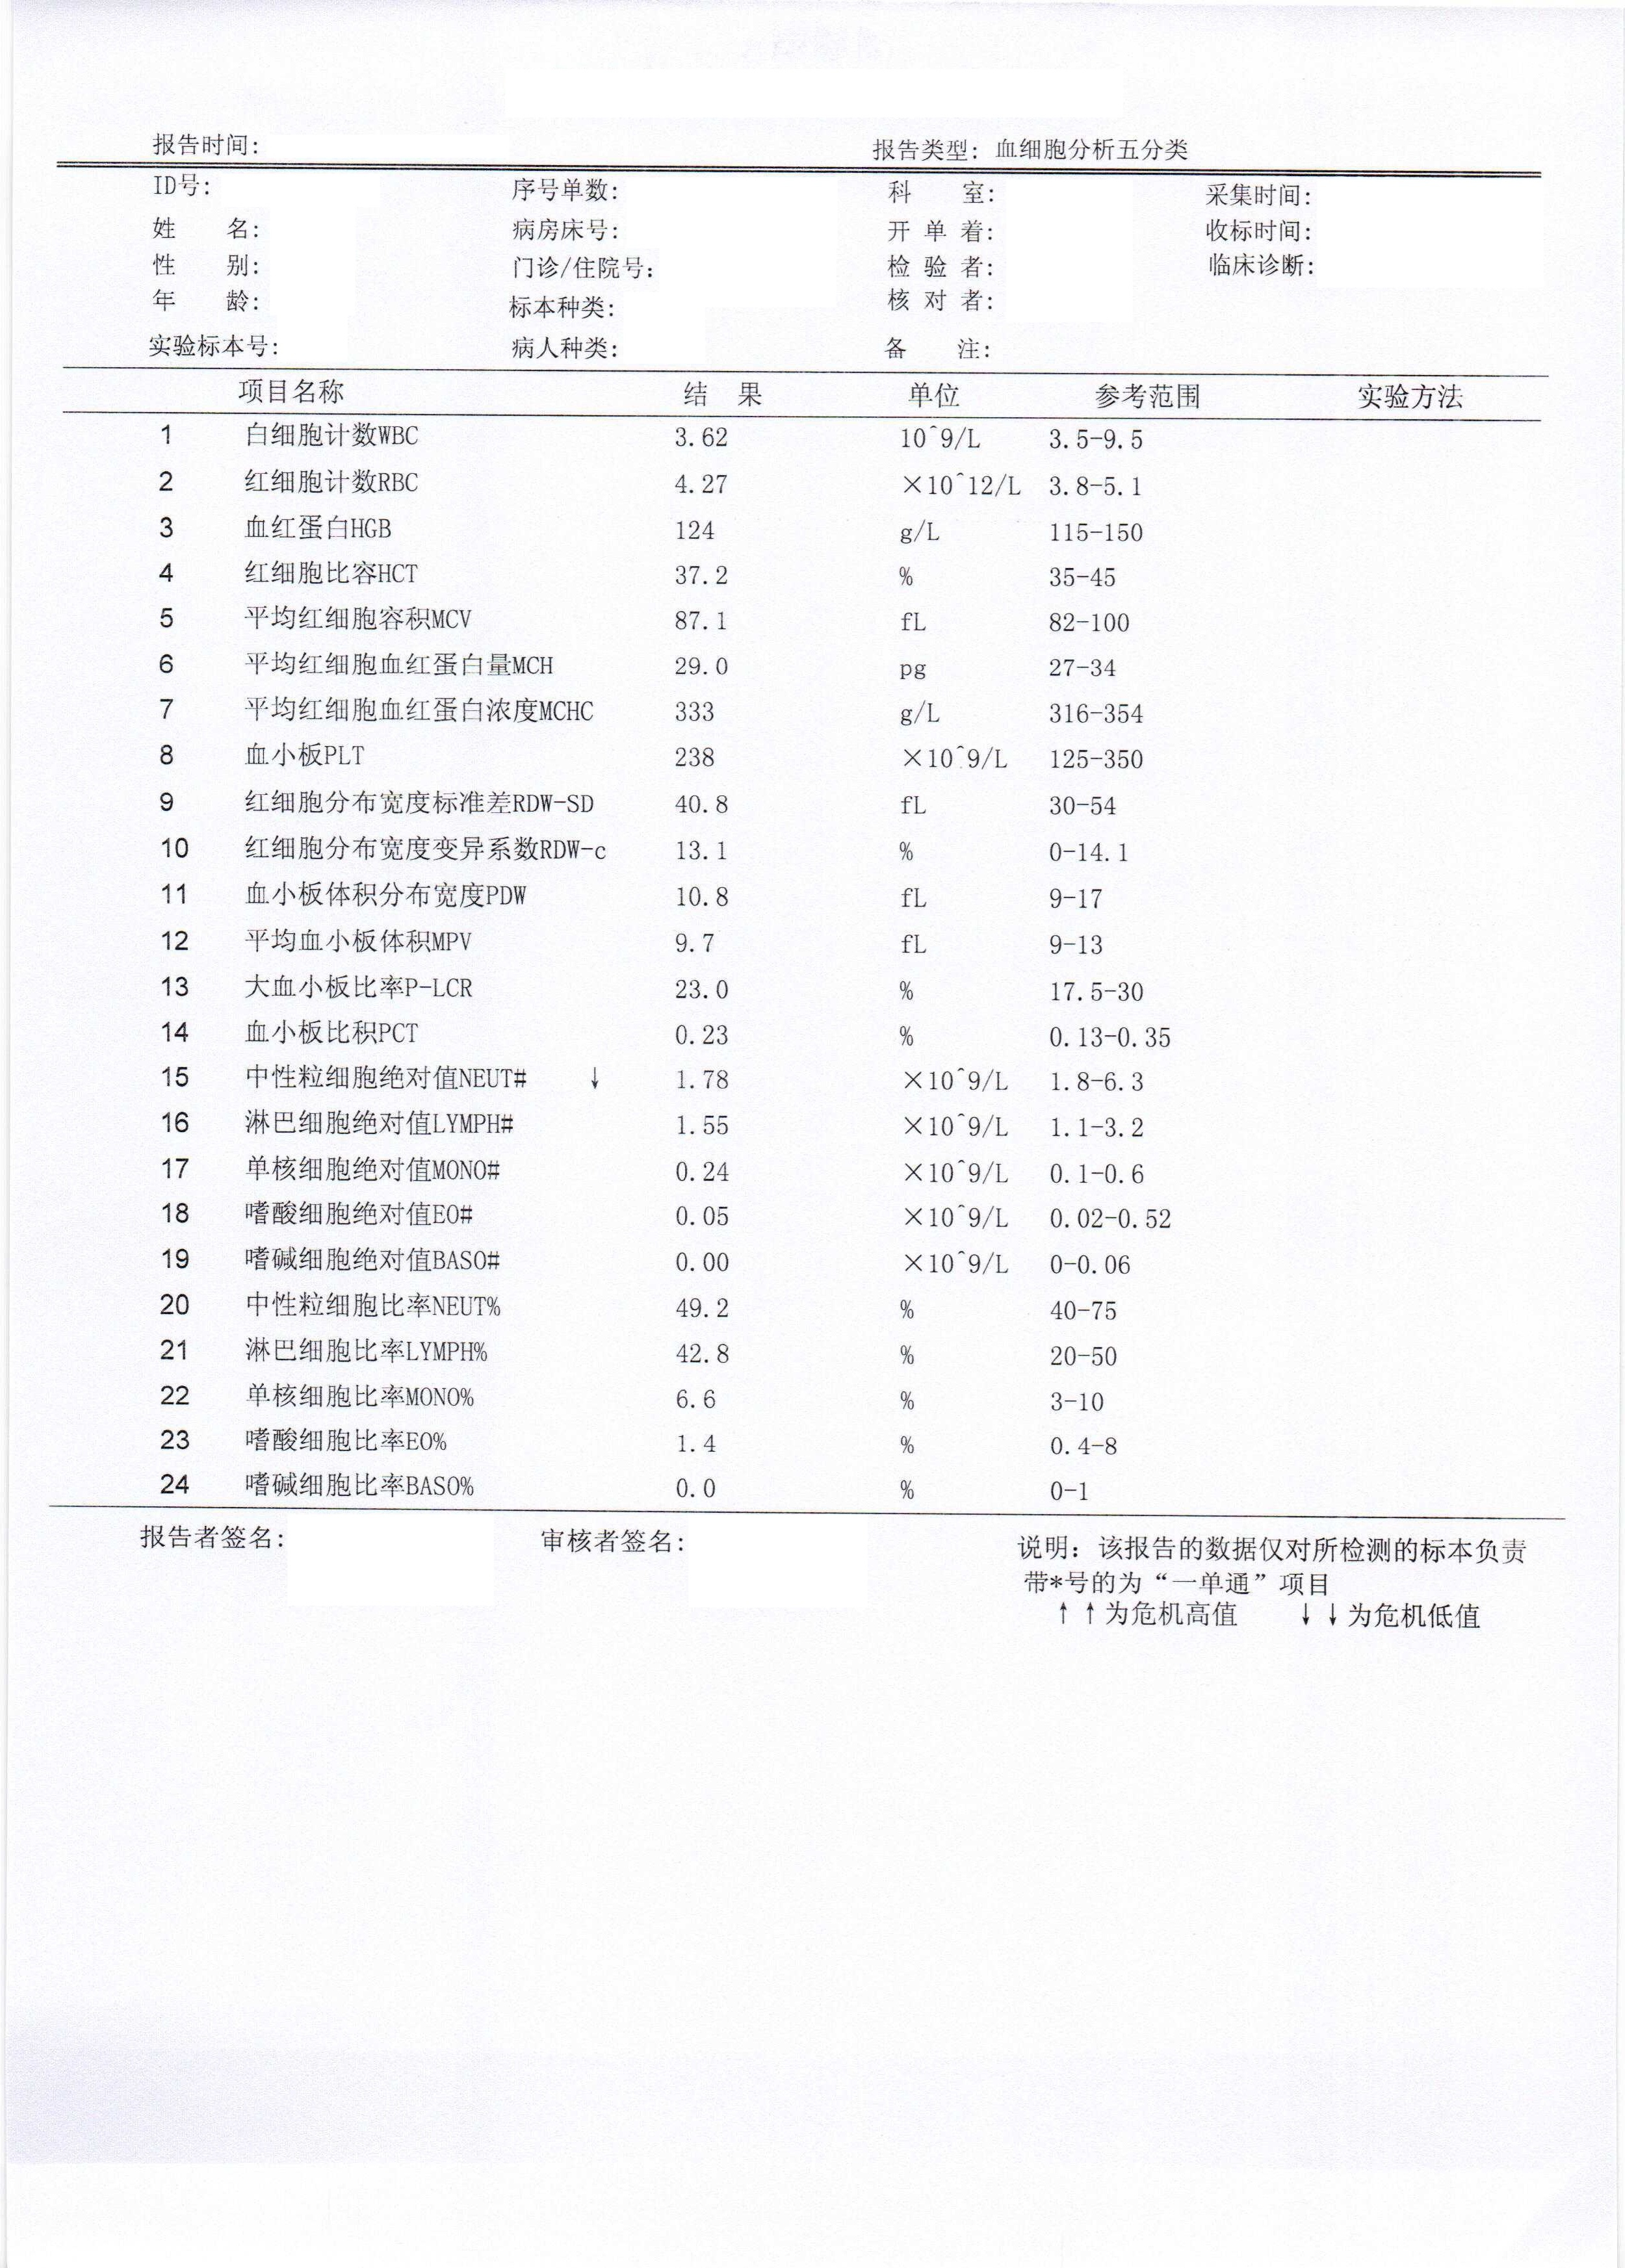 报告时间: 报告类型: 血细胞分析五分类
ID号: 序号单数: 科 室: 采集时间:
姓 名: 病房床号: 开 单 着: 收标时间:
性 别: 门诊/住院号: 检 验 者: 临床诊断:
年 龄: 标本种类: 核 对 者:
实验标本号: 病人种类: 备 注:
项目名称 结 果 单位 参考范围 实验方法
1 白细胞计数WBC 3.62 10^9/L 3.5-9.5
2 红细胞计数RBC 4.27 ×10^12/L 3.8-5.1
3 血红蛋白HGB 124 g/L 115-150
4 红细胞比容HCT 37.2 % 35-45
5 平均红细胞容积MCV 87.1 fL 82-100
6 平均红细胞血红蛋白量MCH 29.0 pg 27-34
7 平均红细胞血红蛋白浓度MCHC 333 g/L 316-354
8 血小板PLT 238 ×10^9/L 125-350
9 红细胞分布宽度标准差RDW-SD 40.8 fL 30-54
10 红细胞分布宽度变异系数RDW-c 13.1 % 0-14.1
11 血小板体积分布宽度PDW 10.8 fL 9-17
12 平均血小板体积MPV 9.7 fL 9-13
13 大血小板比率P-LCR 23.0 % 17.5-30
14 血小板比积PCT 0.23 % 0.13-0.35
15 中性粒细胞绝对值NEUT# ↓ 1.78 ×10^9/L 1.8-6.3
16 淋巴细胞绝对值LYMPH# 1.55 ×10^9/L 1.1-3.2
17 单核细胞绝对值MONO# 0.24 ×10^9/L 0.1-0.6
18 嗜酸细胞绝对值EO# 0.05 ×10^9/L 0.02-0.52
19 嗜碱细胞绝对值BASO# 0.00 ×10^9/L 0-0.06
20 中性粒细胞比率NEUT% 49.2 % 40-75
21 淋巴细胞比率LYMPH% 42.8 % 20-50
22 单核细胞比率MONO% 6.6 % 3-10
23 嗜酸细胞比率EO% 1.4 % 0.4-8
24 嗜碱细胞比率BASO% 0.0 % 0-1
报告者签名: 审核者签名: 说明: 该报告的数据仅对所检测的标本负责
带*号的为“一单通”项目
↑↑为危机高值 ↓↓为危机低值